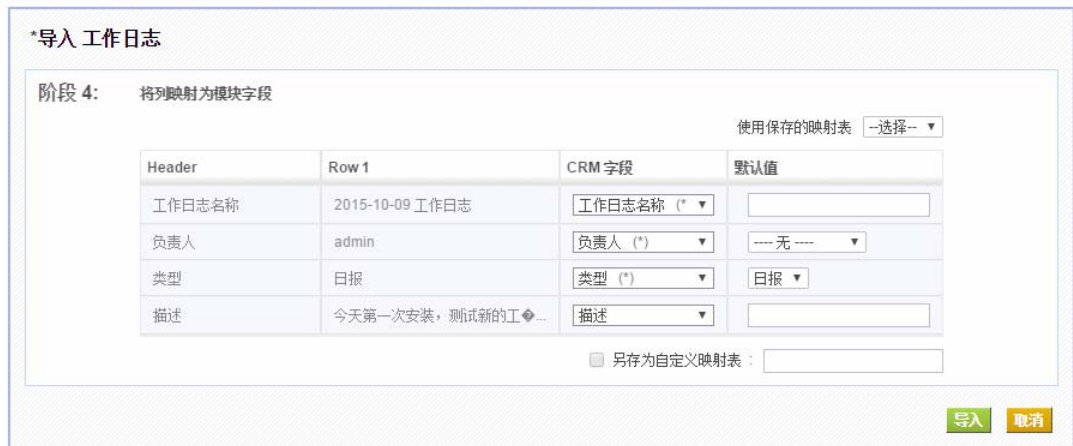 *导入 工作日志
阶段 4: 将列映射为模块字段
使用保存的映射表 --选择--
Header Row 1 CRM 字段 默认值
工作日志名称 2015-10-09 工作日志 工作日志名称 (*
负责人 admin 负责人 (*) ---- 无 ----
类型 日报 类型 (*) 日报
描述 今天第一次安装，测试新的工�... 描述
另存为自定义映射表 :
导入 取消